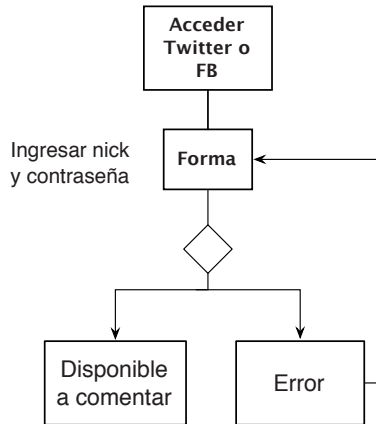 Acceder
Twitter o
FB
Ingresar nick
y contraseña
Forma
Disponible
a comentar
Error